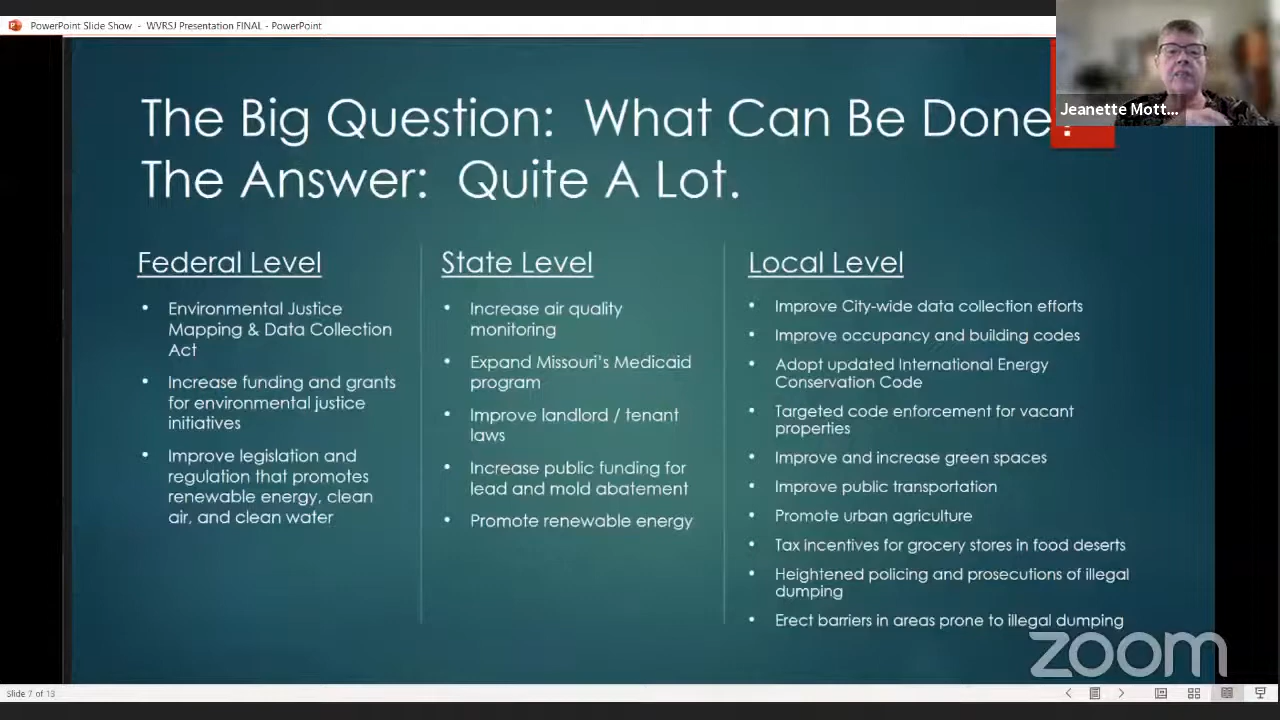 PowerPoint Slide Show - WVRSJ Presentation FINAL - PowerPoint
Jeanette Mott...
The Big Question: What Can Be Done?
The Answer: Quite A Lot.
Federal Level
• Environmental Justice
Mapping & Data Collection
Act
• Increase funding and grants
for environmental justice
initiatives
• Improve legislation and
regulation that promotes
renewable energy, clean
air, and clean water
State Level
• Increase air quality
monitoring
• Expand Missouri's Medicaid
program
• Improve landlord / tenant
laws
• Increase public funding for
lead and mold abatement
• Promote renewable energy
Local Level
• Improve City-wide data collection efforts
• Improve occupancy and building codes
• Adopt updated International Energy
Conservation Code
• Targeted code enforcement for vacant
properties
• Improve and increase green spaces
• Improve public transportation
• Promote urban agriculture
• Tax incentives for grocery stores in food deserts
• Heightened policing and prosecutions of illegal
dumping
• Erect barriers in areas prone to illegal dumping
zoom
Slide 7 of 13